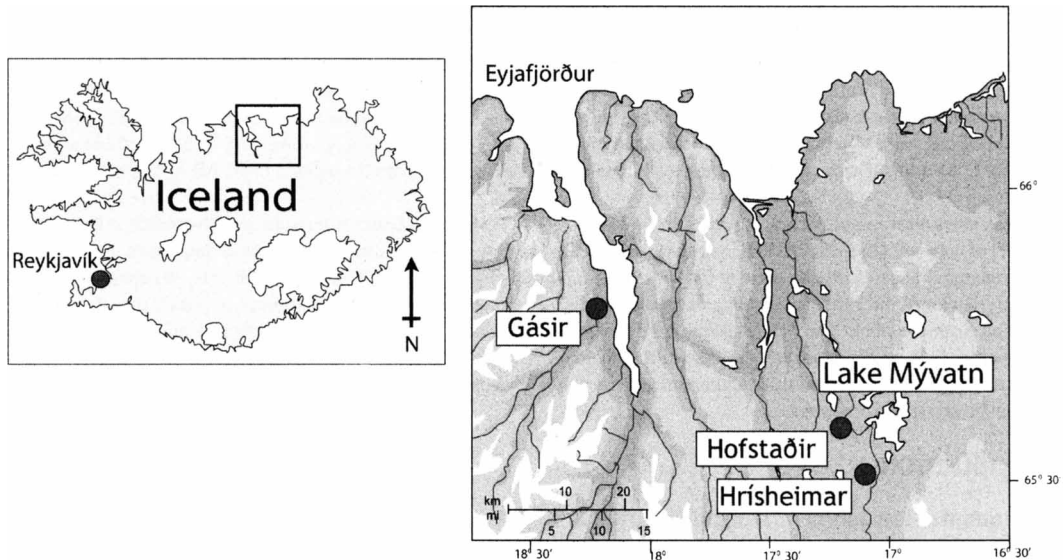 Iceland
Reykjavík
N
Eyjafjörður
Gásir
Lake Mývatn
Hofstaðir
Hrísheimar
66°
65° 30
km
mi
10 20
5 10 15
18° 30
18°
17° 30
17°
16° 30